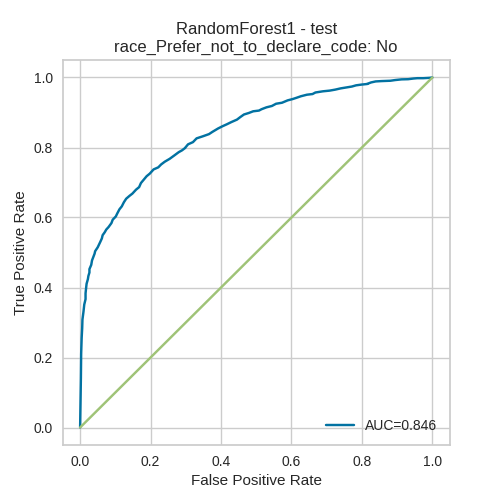 RandomForest1 - test
race_Prefer_not_to_declare_code: No
1.0
0.8
0.6
0.4
0.2
0.0
True Positive Rate
AUC=0.846
0.0 0.2 0.4 0.6 0.8 1.0
False Positive Rate